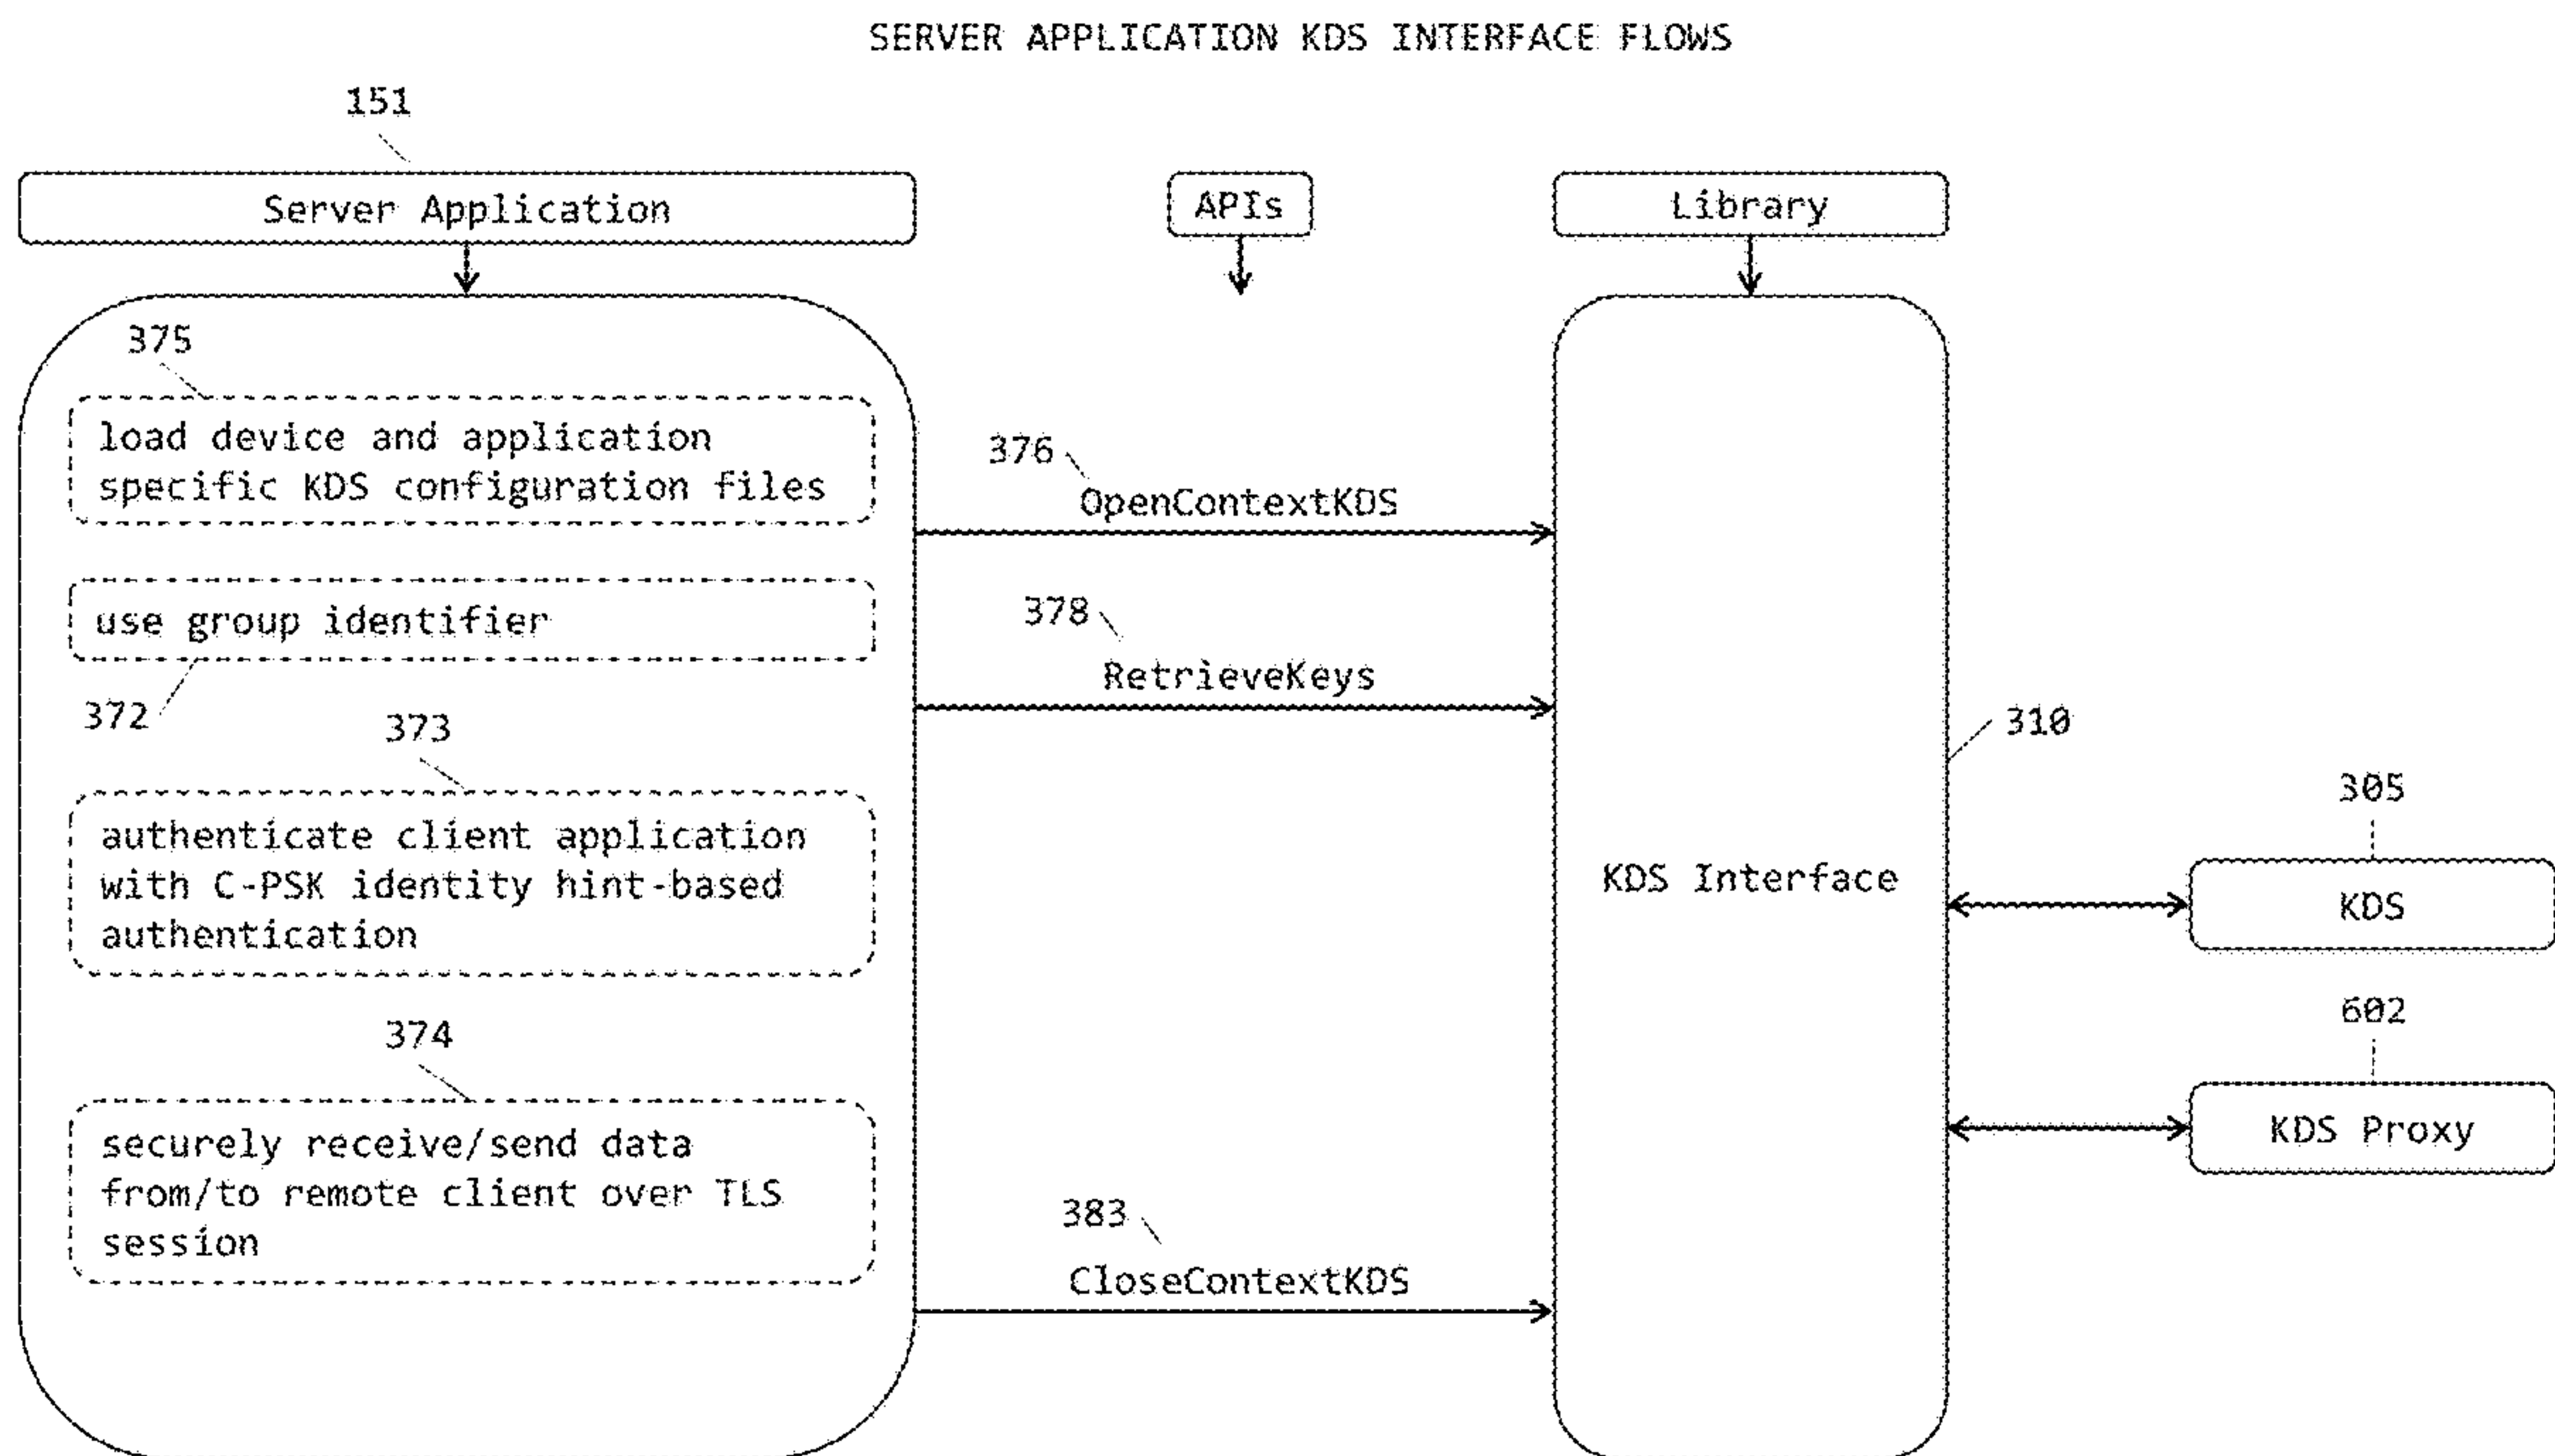 SERVER APPLICATION KDS INTERFACE FLOWS
151
Server Application
APIs
Library
375
load device and application
specific KDS configuration files
376
OpenContextKDS
use group identifier
372
378
RetrieveKeys
373
authenticate client application
with C-PSK identity hint-based
authentication
374
securely receive/send data
from/to remote client over TLS
session
383
CloseContextKDS
KDS Interface
310
305
KDS
602
KDS Proxy